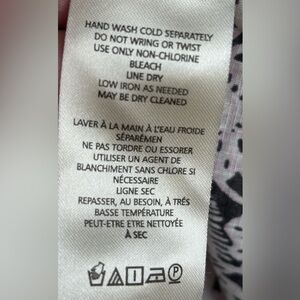 HAND WASH COLD SEPARATELY
DO NOT WRING OR TWIST
USE ONLY NON-CHLORINE
BLEACH
LINE DRY
LOW IRON AS NEEDED
MAY BE DRY CLEANED
LAVER À LA MAIN À L'EAU FROIDE
SÉPARÉMEN
NE PAS TORDRE OU ESSORER
UTILISER UN AGENT DE
BLANCHIMENT SANS CHLORE SI
NÉCESSAIRE
LIGNE SEC
REPASSER, AU BESOIN, À TRÉS
BASSE TEMPÉRATURE
PEUT-ETRE ETRE NETTOYÉE
À SEC
P